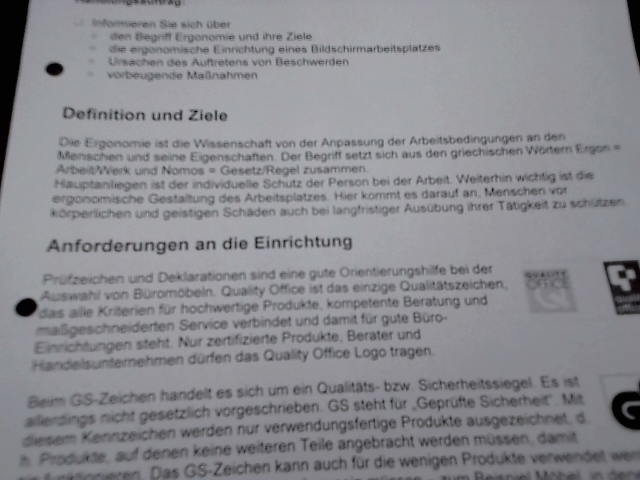 Handlungsauftrag:
Informieren Sie sich über
den Begriff Ergonomie und ihre Ziele
die ergonomische Einrichtung eines Bildschirmarbeitsplatzes
Ursachen des Auftretens von Beschwerden
vorbeugende Maßnahmen
Definition und Ziele
Die Ergonomie ist die Wissenschaft von der Anpassung der Arbeitsbedingungen an den
Menschen und seine Eigenschaften. Der Begriff setzt sich aus den griechischen Wörtern Ergon =
Arbeit/Werk und Nomos = Gesetz/Regel zusammen.
Hauptanliegen ist der individuelle Schutz der Person bei der Arbeit. Weiterhin wichtig ist die
ergonomische Gestaltung des Arbeitsplatzes. Hier kommt es darauf an, Menschen vor
körperlichen und geistigen Schäden auch bei langfristiger Ausübung ihrer Tätigkeit zu schützen.
Anforderungen an die Einrichtung
Prüfzeichen und Deklarationen sind eine gute Orientierungshilfe bei der
Auswahl von Büromöbeln. Quality Office ist das einzige Qualitätszeichen,
das alle Kriterien für hochwertige Produkte, kompetente Beratung und
maßgeschneiderten Service verbindet und damit für gute Büro-
Einrichtungen steht. Nur zertifizierte Produkte, Berater und
Handelsunternehmen dürfen das Quality Office Logo tragen.
QUALITY
OFFICE
Beim GS-Zeichen handelt es sich um ein Qualitäts- bzw. Sicherheitssiegel. Es ist
allerdings nicht gesetzlich vorgeschrieben. GS steht für „Geprüfte Sicherheit“. Mit
diesem Kennzeichen werden nur verwendungsfertige Produkte ausgezeichnet, d.
h. Produkte, auf denen keine weiteren Teile angebracht werden müssen, damit
funktionieren. Das GS-Zeichen kann auch für die wenigen Produkte verwendet
zum Beispiel Möbel, in